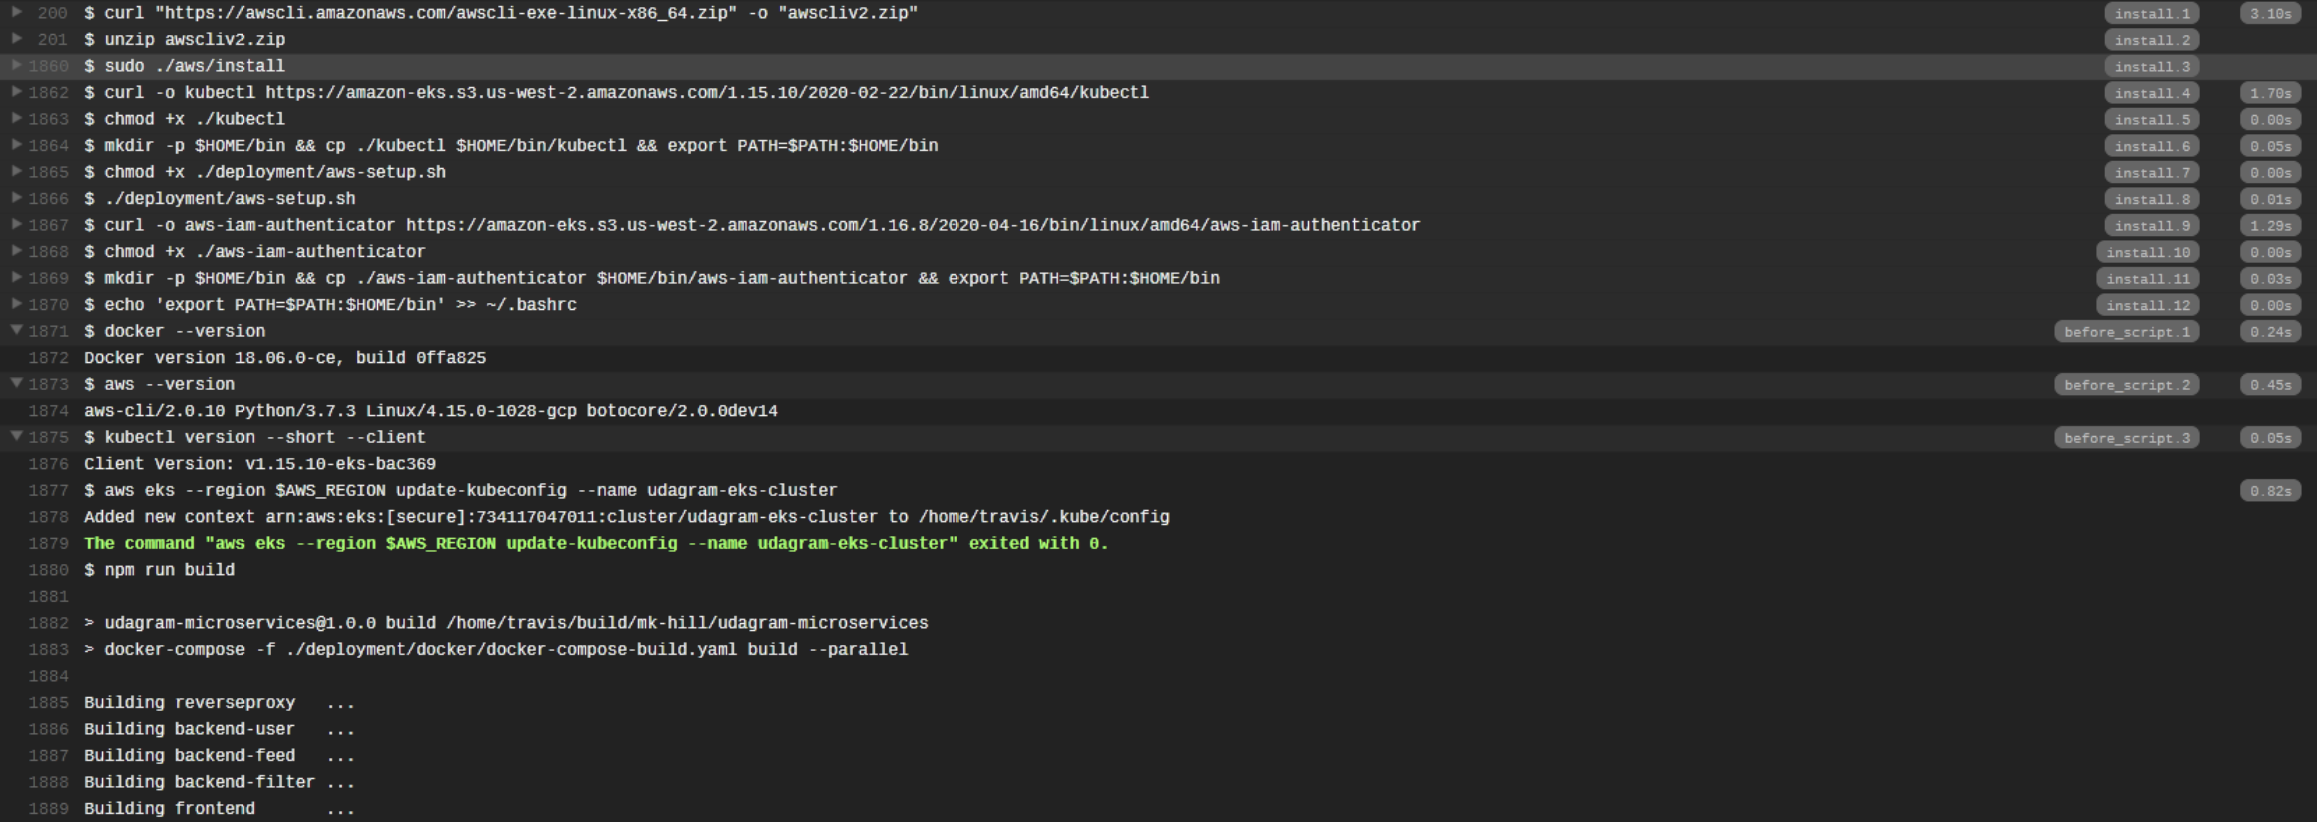 200 $ curl "https://awscli.amazonaws.com/awscli-exe-linux-x86_64.zip" -o "awscliv2.zip" install.1 3.10s
201 $ unzip awscliv2.zip install.2
1860 $ sudo ./aws/install install.3
1862 $ curl -o kubectl https://amazon-eks.s3.us-west-2.amazonaws.com/1.15.10/2020-02-22/bin/linux/amd64/kubectl install.4 1.70s
1863 $ chmod +x ./kubectl install.5 0.00s
1864 $ mkdir -p $HOME/bin && cp ./kubectl $HOME/bin/kubectl && export PATH=$PATH:$HOME/bin install.6 0.05s
1865 $ chmod +x ./deployment/aws-setup.sh install.7 0.00s
1866 $ ./deployment/aws-setup.sh install.8 0.01s
1867 $ curl -o aws-iam-authenticator https://amazon-eks.s3.us-west-2.amazonaws.com/1.16.8/2020-04-16/bin/linux/amd64/aws-iam-authenticator install.9 1.29s
1868 $ chmod +x ./aws-iam-authenticator install.10 0.00s
1869 $ mkdir -p $HOME/bin && cp ./aws-iam-authenticator $HOME/bin/aws-iam-authenticator && export PATH=$PATH:$HOME/bin install.11 0.03s
1870 $ echo 'export PATH=$PATH:$HOME/bin' >> ~/.bashrc install.12 0.00s
1871 $ docker --version before_script.1 0.24s
1872 Docker version 18.06.0-ce, build 0ffa825
1873 $ aws --version before_script.2 0.45s
1874 aws-cli/2.0.10 Python/3.7.3 Linux/4.15.0-1028-gcp botocore/2.0.0dev14
1875 $ kubectl version --short --client before_script.3 0.05s
1876 Client Version: v1.15.10-eks-bac369
1877 $ aws eks --region $AWS_REGION update-kubeconfig --name udagram-eks-cluster 0.82s
1878 Added new context arn:aws:eks:[secure]:734117047011:cluster/udagram-eks-cluster to /home/travis/.kube/config
1879 The command "aws eks --region $AWS_REGION update-kubeconfig --name udagram-eks-cluster" exited with 0.
1880 $ npm run build
1881
1882 > udagram-microservices@1.0.0 build /home/travis/build/mk-hill/udagram-microservices
1883 > docker-compose -f ./deployment/docker/docker-compose-build.yaml build --parallel
1884
1885 Building reverseproxy ...
1886 Building backend-user ...
1887 Building backend-feed ...
1888 Building backend-filter ...
1889 Building frontend ...